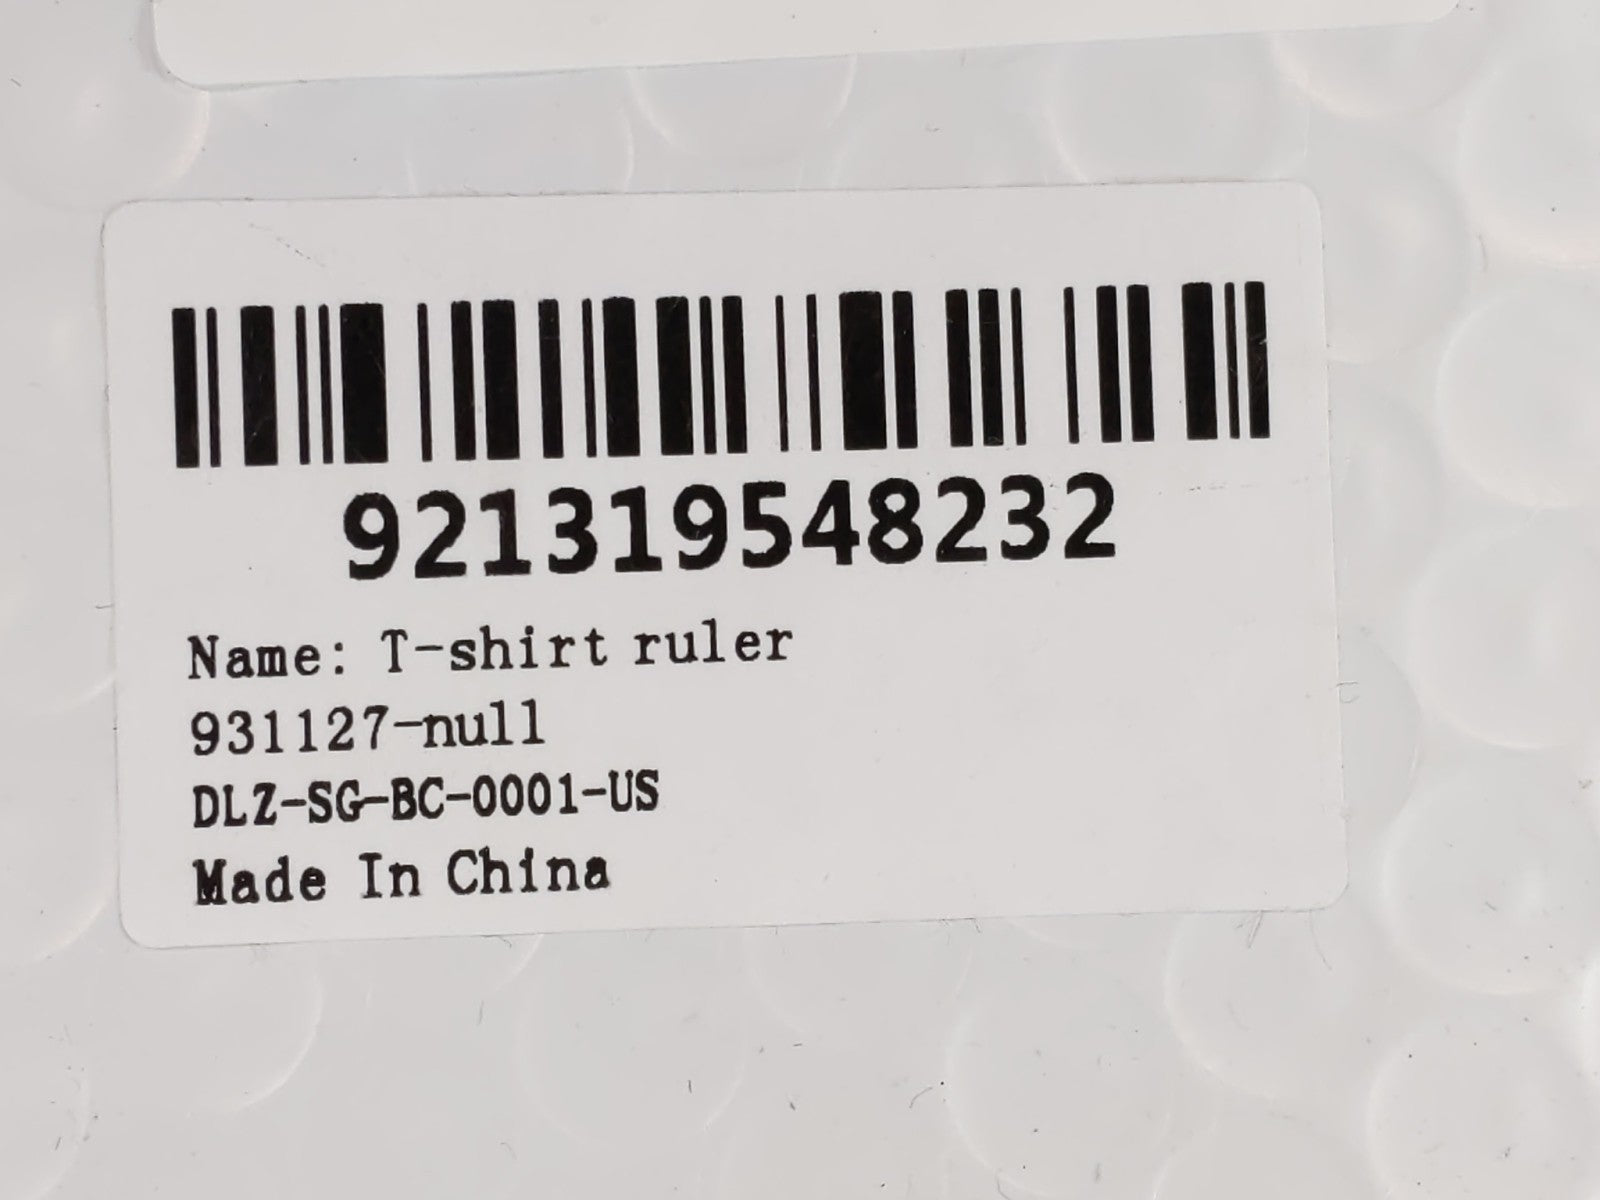 921319548232
Name: T-shirt ruler
931127-null
DLZ-SG-BC-0001-US
Made In China